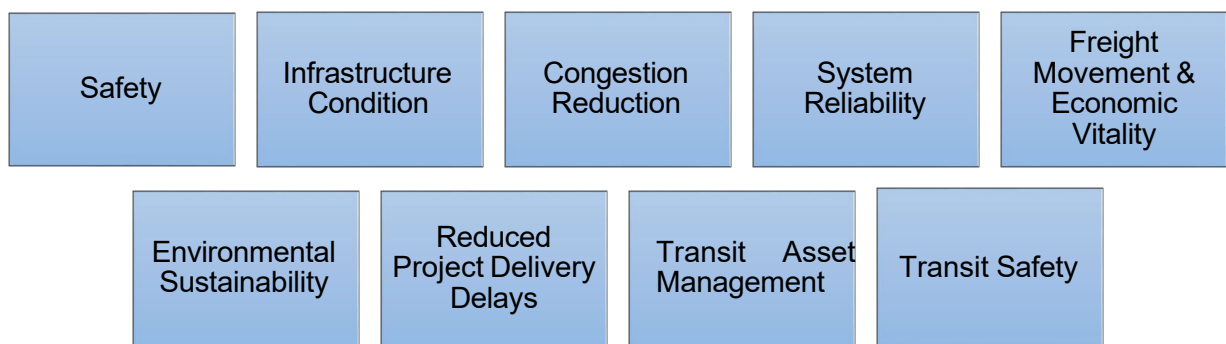 Safety
Infrastructure
Condition
Congestion
Reduction
System
Reliability
Freight
Movement &
Economic
Vitality
Environmental
Sustainability
Reduced
Project Delivery
Delays
Transit Asset
Management
Transit Safety